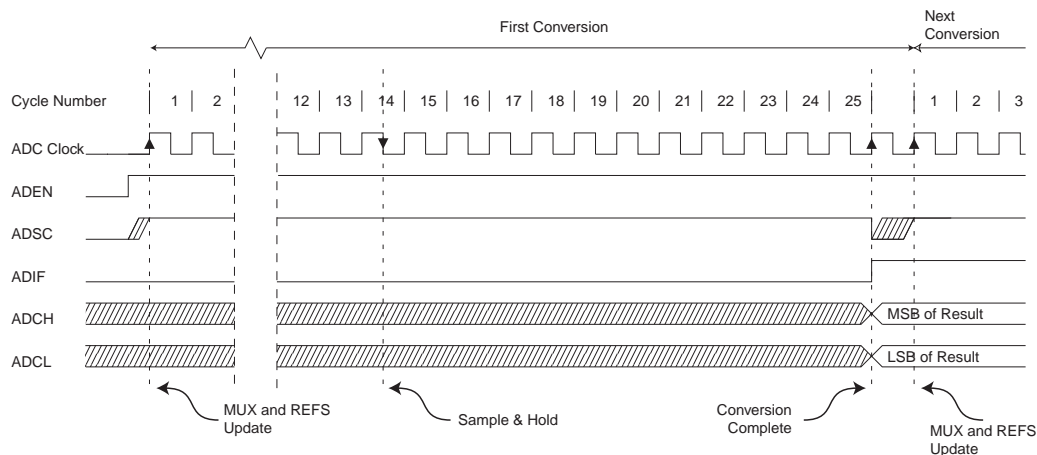 First Conversion
Next
Conversion
Cycle Number 1 2 12 13 14 15 16 17 18 19 20 21 22 23 24 25 1 2 3
ADC Clock
ADEN
ADSC
ADIF
ADCH
MSB of Result
ADCL
LSB of Result
MUX and REFS
Update
Sample & Hold
Conversion
Complete
MUX and REFS
Update